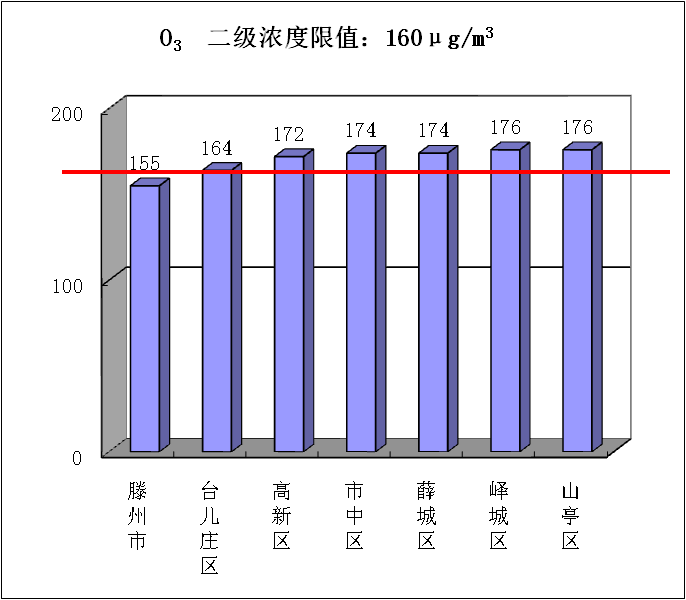 O₃ 二级浓度限值：160μg/m³
200
100
0
155
164
172
174
174
176
176
滕州市
台儿庄区
高新区
市中区
薛城区
峄城区
山亭区